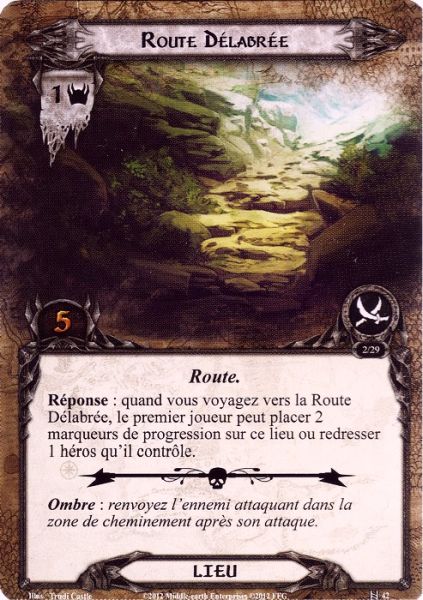 Route Délabrée
1
5
2/29
Route.
Réponse : quand vous voyagez vers la Route
Délabrée, le premier joueur peut placer 2
marqueurs de progression sur ce lieu ou redresser
1 héros qu'il contrôle.
Ombre : renvoyez l'ennemi attaquant dans la
zone de cheminement après son attaque.
LIEU
Illus. Trudi Castle ©2012 Middle-earth Enterprises ©2012 FFG 42